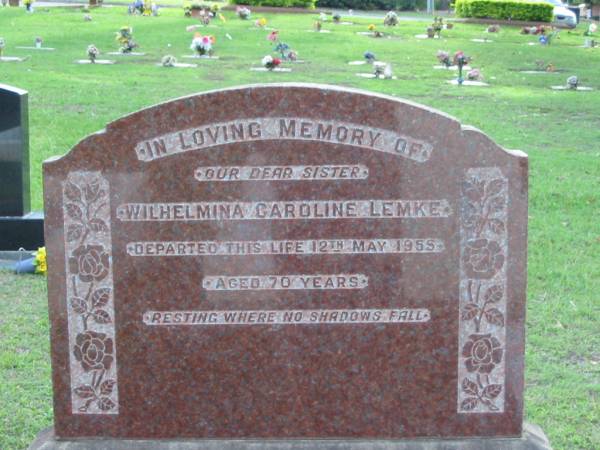 IN LOVING MEMORY OF
OUR DEAR SISTER
WILHELMINA CAROLINE LEMKE
DEPARTED THIS LIFE 12TH MAY 1955
AGED 70 YEARS
RESTING WHERE NO SHADOWS FALL